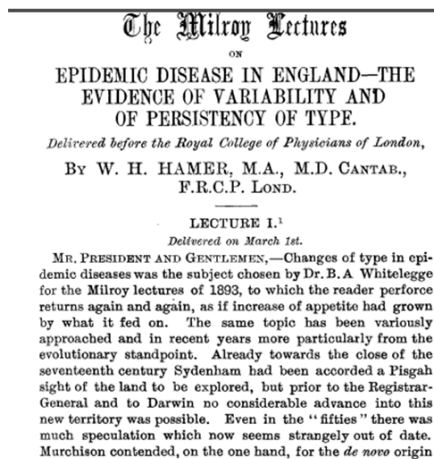 The Milroy Lectures
ON
EPIDEMIC DISEASE IN ENGLAND—THE
EVIDENCE OF VARIABILITY AND
OF PERSISTENCY OF TYPE.
Delivered before the Royal College of Physicians of London,
BY W. H. HAMER, M.A., M.D. CANTAB.,
F.R.C.P. LOND.
LECTURE I.¹
Delivered on March 1st.
MR. PRESIDENT AND GENTLEMEN,—Changes of type in epi-
demic diseases was the subject chosen by Dr. B. A Whitelegge
for the Milroy lectures of 1893, to which the reader perforce
returns again and again, as if increase of appetite had grown
by what it fed on. The same topic has been variously
approached and in recent years more particularly from the
evolutionary standpoint. Already towards the close of the
seventeenth century Sydenham had been accorded a Pisgah
sight of the land to be explored, but prior to the Registrar-
General and to Darwin no considerable advance into this
new territory was possible. Even in the "fifties" there was
much speculation which now seems strangely out of date.
Murchison contended, on the one hand, for the de novo origin